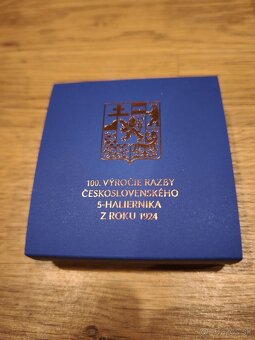 100. VÝROČIE RAZBY
ČESKOSLOVENSKÉHO
5-HALIERNIKA
Z ROKU 1924